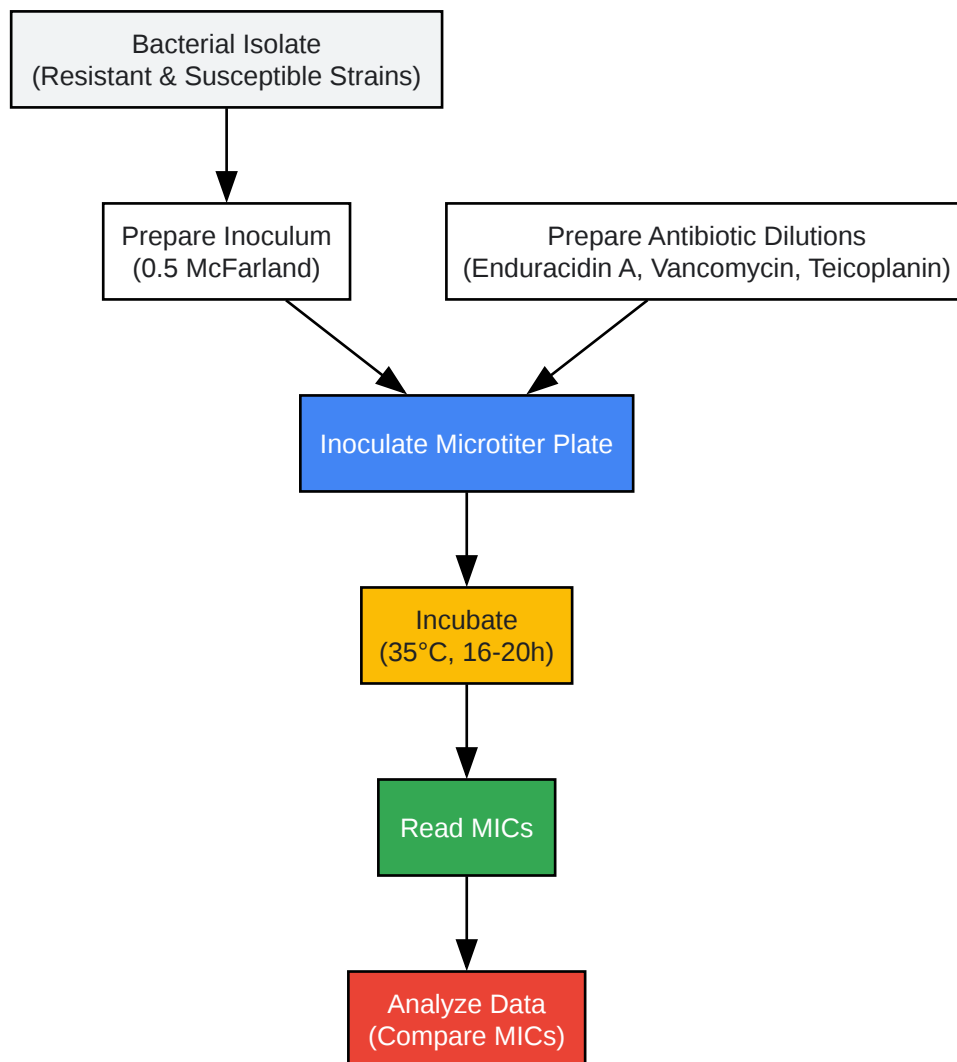 Bacterial Isolate
(Resistant & Susceptible Strains)
Prepare Inoculum
(0.5 McFarland)
Prepare Antibiotic Dilutions
(Enduracidin A, Vancomycin, Teicoplanin)
Inoculate Microtiter Plate
Incubate
(35°C, 16-20h)
Read MICs
Analyze Data
(Compare MICs)